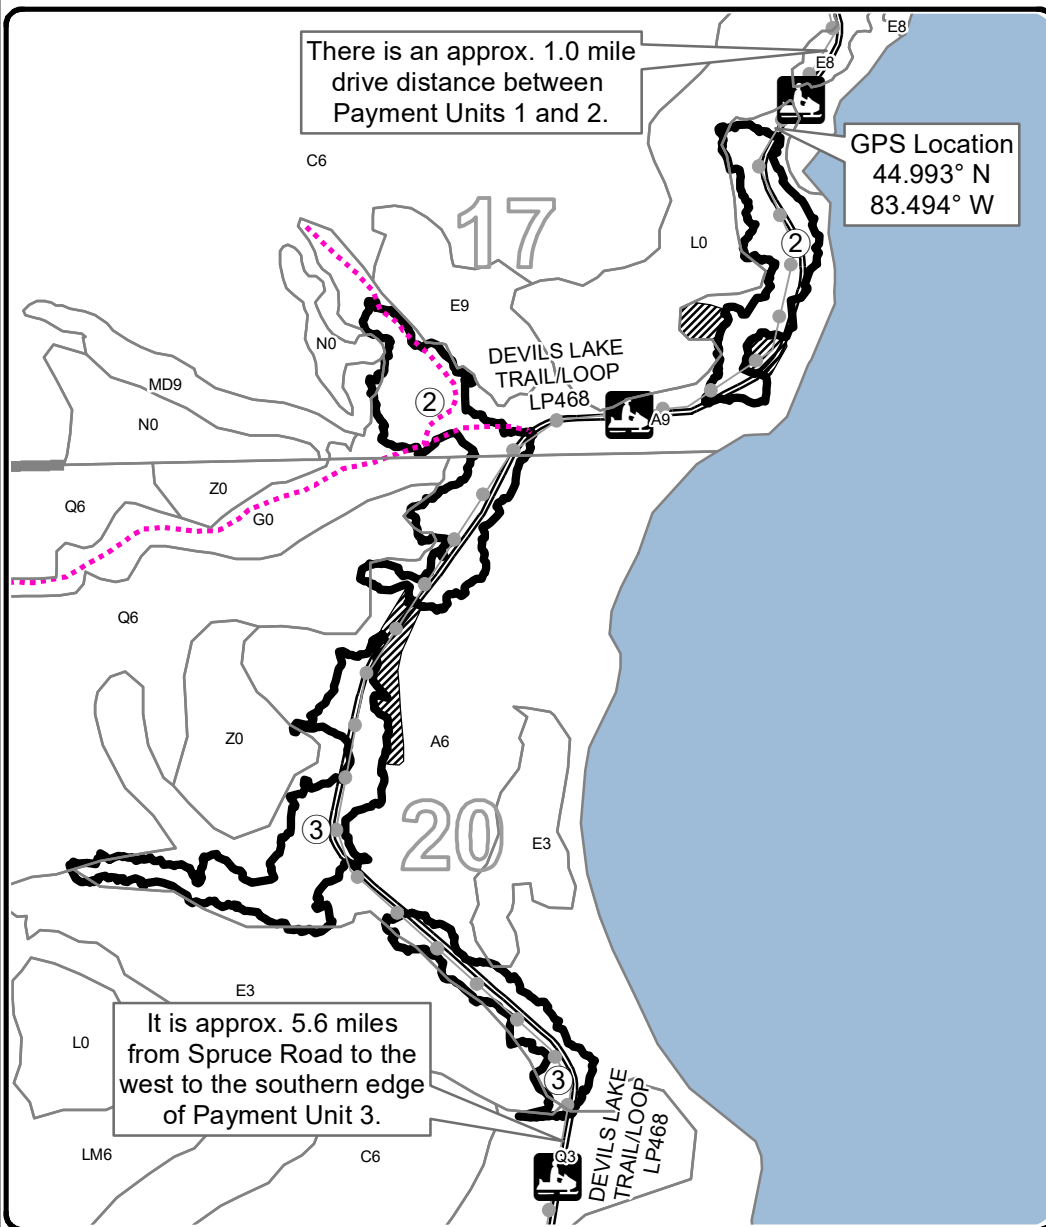 E8
There is an approx. 1.0 mile
drive distance between
Payment Units 1 and 2.
E8
GPS Location
44.993° N
83.494° W
C6
17
L0
2
E9
N0
DEVILS LAKE
TRAIL/LOOP
LP468
MD9
2
A9
N0
Z0
Q6
G0
Q6
Z0
A6
20
3
E3
E3
It is approx. 5.6 miles
from Spruce Road to the
west to the southern edge
of Payment Unit 3.
L0
3
DEVILS LAKE
TRAIL/LOOP
LP468
LM6
C6
Q3